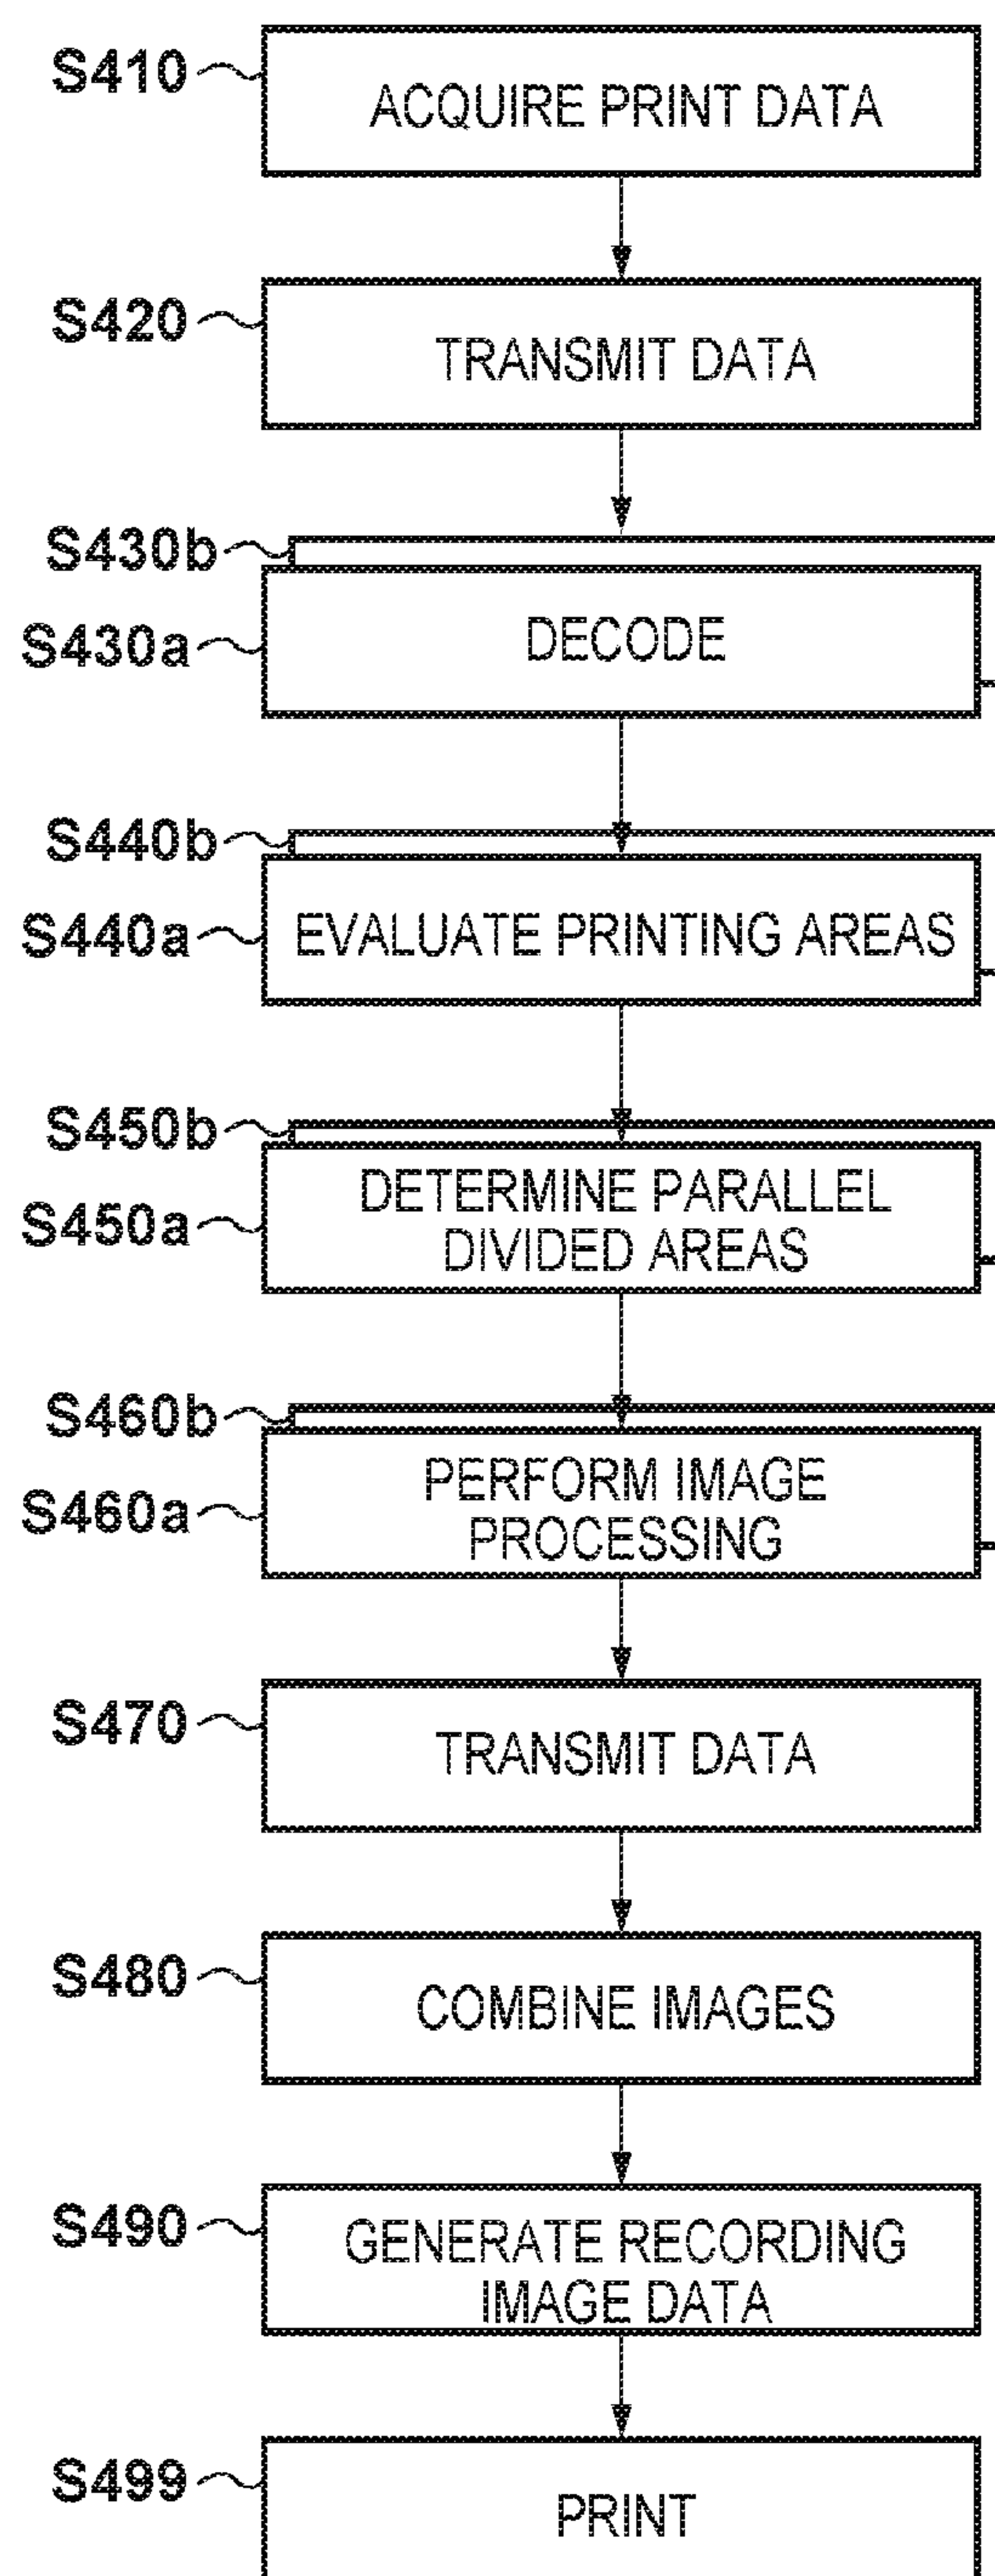 S410
ACQUIRE PRINT DATA
S420
TRANSMIT DATA
S430b
S430a
DECODE
S440b
S440a
EVALUATE PRINTING AREAS
S450b
S450a
DETERMINE PARALLEL
DIVIDED AREAS
S460b
S460a
PERFORM IMAGE
PROCESSING
S470
TRANSMIT DATA
S480
COMBINE IMAGES
S490
GENERATE RECORDING
IMAGE DATA
S499
PRINT